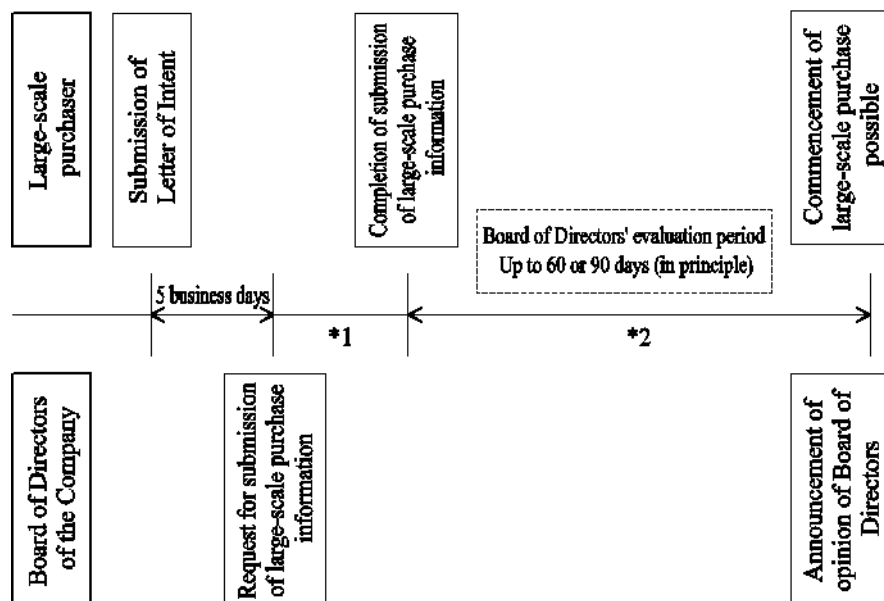 Large-scale
purchaser
Submission of
Letter of Intent
Completion of submission
of large-scale purchase
information
Commencement of
large-scale purchase
possible
Board of Directors' evaluation period
Up to 60 or 90 days (in principle)
5 business days
*1
*2
Board of Directors
of the Company
Request for submission
of large-scale purchase
information
Announcement of
opinion of Board of
Directors